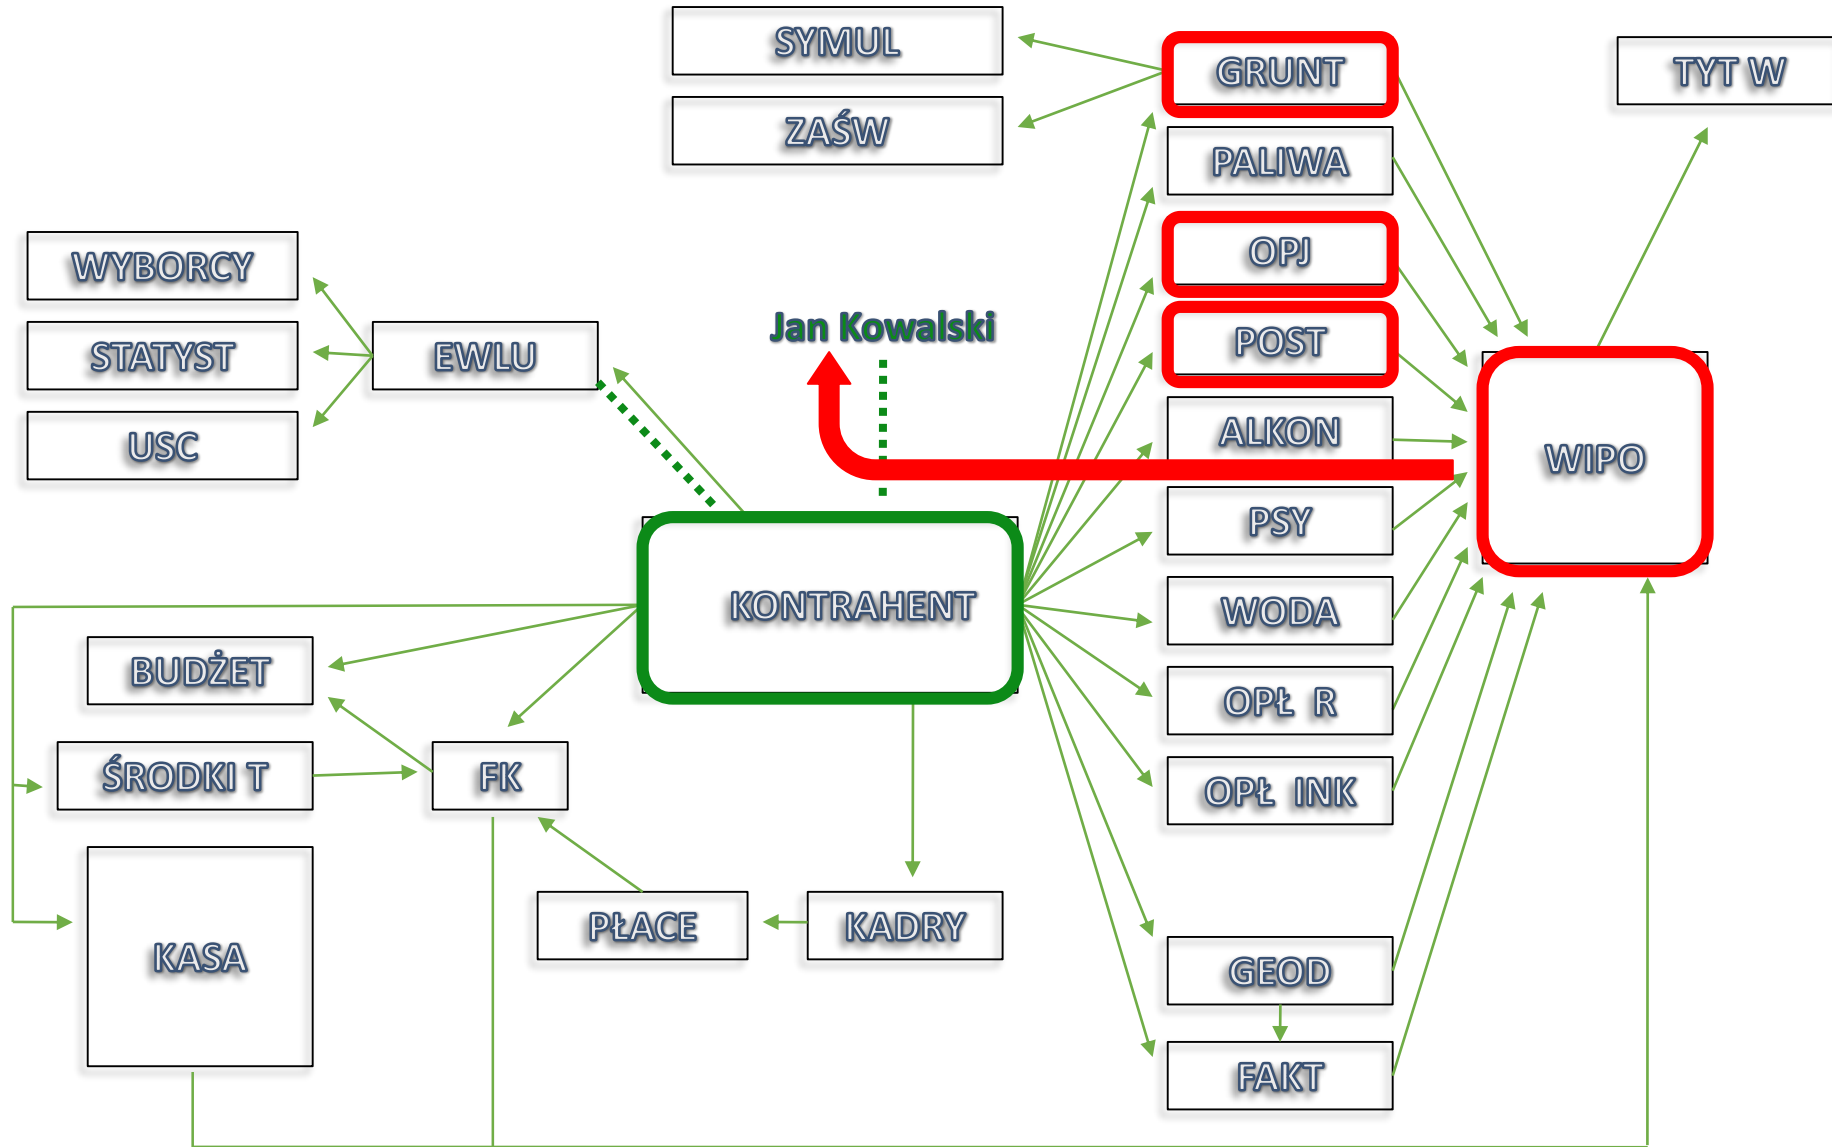 SYMUL
GRUNT
TYT W
ZAŚW
PALIWA
WYBORCY
OPJ
Jan Kowalski
STATYST
EWLU
POST
USC
ALKON
WIPO
PSY
KONTRAHENT
WODA
BUDŻET
OPŁ R
ŚRODKI T
FK
OPŁ INK
KASA
PŁACE
KADRY
GEOD
FAKT